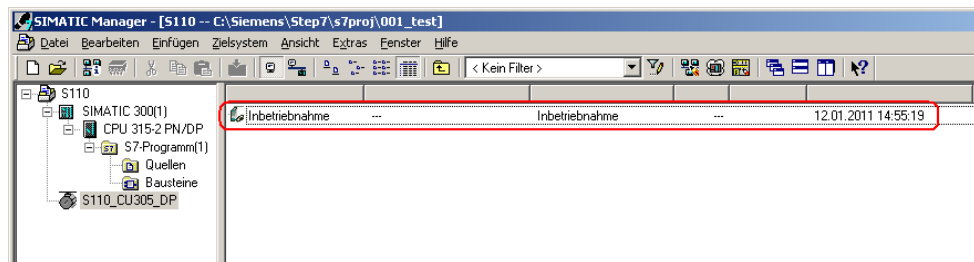 SIMATIC Manager - [S110 -- C:\Siemens\Step7\s7proj\001_test]
Datei Bearbeiten Einfügen Zielsystem Ansicht Extras Fenster Hilfe
< Kein Filter >
S110
SIMATIC 300(1)
CPU 315-2 PN/DP
S7-Programm(1)
Quellen
Bausteine
S110_CU305_DP
Inbetriebnahme --- Inbetriebnahme --- 12.01.2011 14:55:19